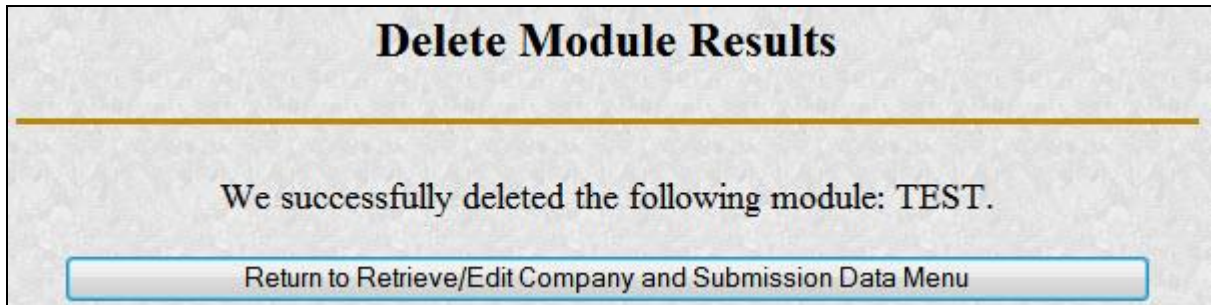 Delete Module Results
We successfully deleted the following module: TEST.
Return to Retrieve/Edit Company and Submission Data Menu